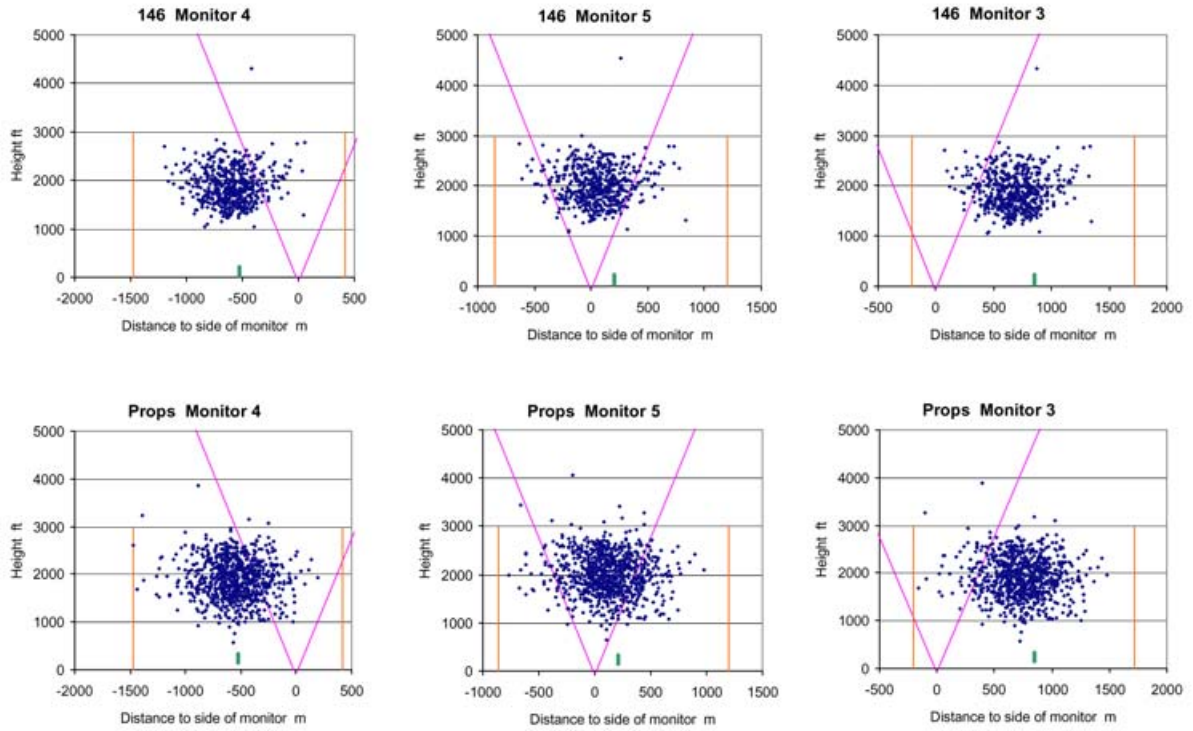 146 Monitor 4
5000
4000
3000
2000
1000
0
Height ft
-2000 -1500 -1000 -500 0 500
Distance to side of monitor m
146 Monitor 5
5000
4000
3000
2000
1000
0
Height ft
-1000 -500 0 500 1000 1500
Distance to side of monitor m
146 Monitor 3
5000
4000
3000
2000
1000
0
Height ft
-500 0 500 1000 1500 2000
Distance to side of monitor m
Props Monitor 4
5000
4000
3000
2000
1000
0
Height ft
-2000 -1500 -1000 -500 0 500
Distance to side of monitor m
Props Monitor 5
5000
4000
3000
2000
1000
0
Height ft
-1000 -500 0 500 1000 1500
Distance to side of monitor m
Props Monitor 3
5000
4000
3000
2000
1000
0
Height ft
-500 0 500 1000 1500 2000
Distance to side of monitor m